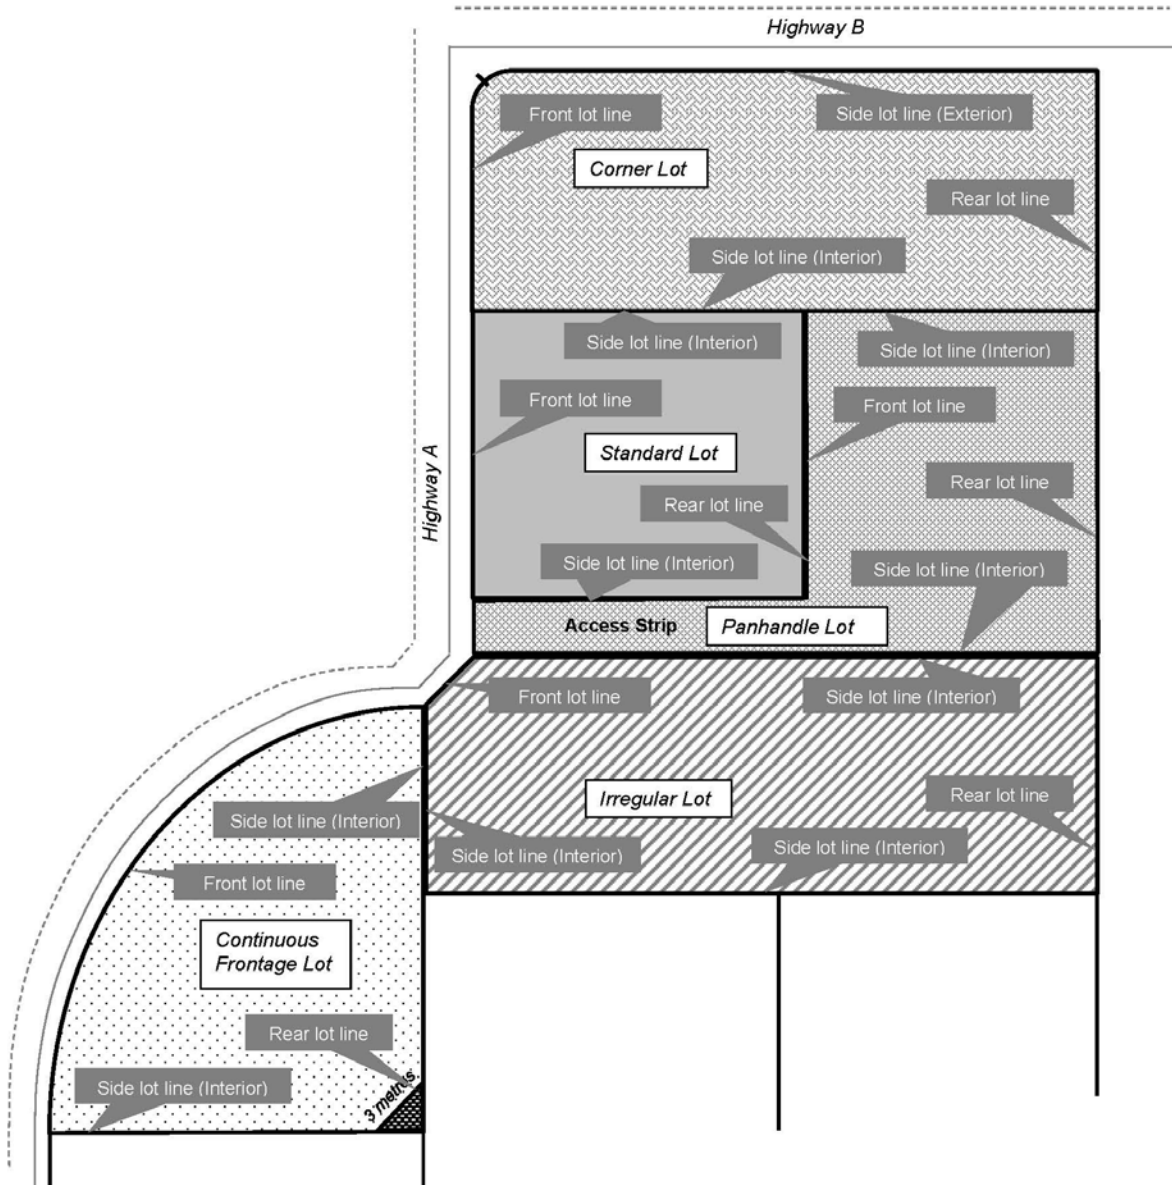 Highway B
Front lot line
Side lot line (Exterior)
Corner Lot
Rear lot line
Side lot line (Interior)
Side lot line (Interior)
Side lot line (Interior)
Front lot line
Front lot line
Standard Lot
Highway A
Rear lot line
Rear lot line
Side lot line (Interior)
Side lot line (Interior)
Access Strip
Panhandle Lot
Front lot line
Side lot line (Interior)
Irregular Lot
Rear lot line
Side lot line (Interior)
Side lot line (Interior)
Side lot line (Interior)
Front lot line
Continuous
Frontage Lot
Rear lot line
Side lot line (Interior)
3 metres